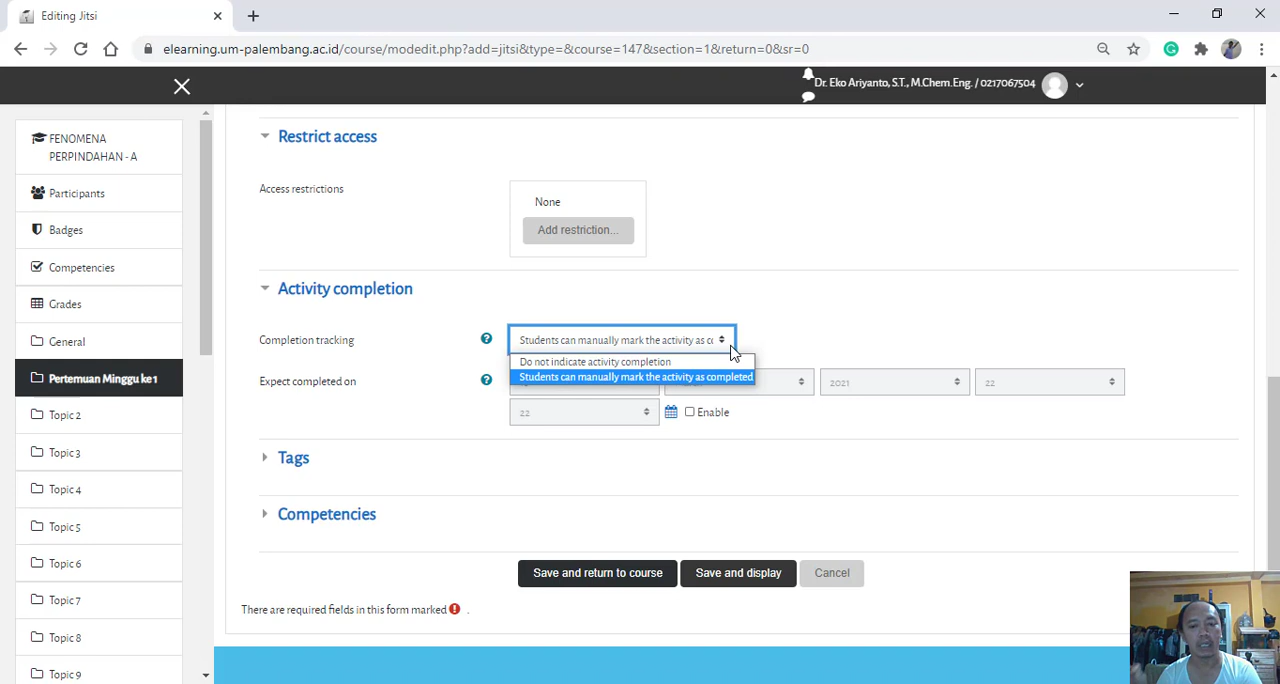 Editing Jitsi
elearning.um-palembang.ac.id/course/modedit.php?add=jitsi&type=&course=147&section=1&return=0&sr=0
Dr. Eko Ariyanto, S.T., M.Chem.Eng. / 0217067504
FENOMENA
PERPINDAHAN - A
Participants
Badges
Competencies
Grades
General
Pertemuan Minggu ke 1
Topic 2
Topic 3
Topic 4
Topic 5
Topic 6
Topic 7
Topic 8
Topic 9
Restrict access
Access restrictions
None
Add restriction...
Activity completion
Completion tracking
Students can manually mark the activity as cc
Do not indicate activity completion
Students can manually mark the activity as completed
Expect completed on
2021
22
22
Enable
Tags
Competencies
Save and return to course
Save and display
Cancel
There are required fields in this form marked .